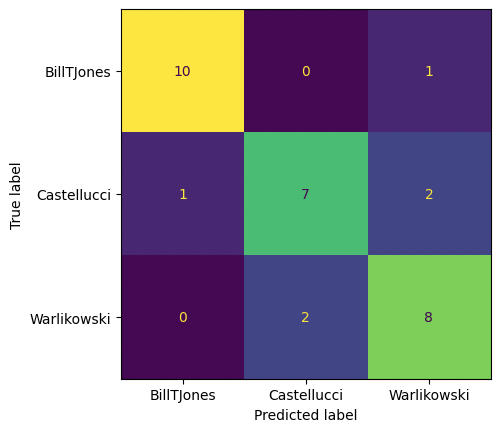 True label
BillTJones 10 0 1
Castellucci 1 7 2
Warlikowski 0 2 8
BillTJones Castellucci Warlikowski
Predicted label